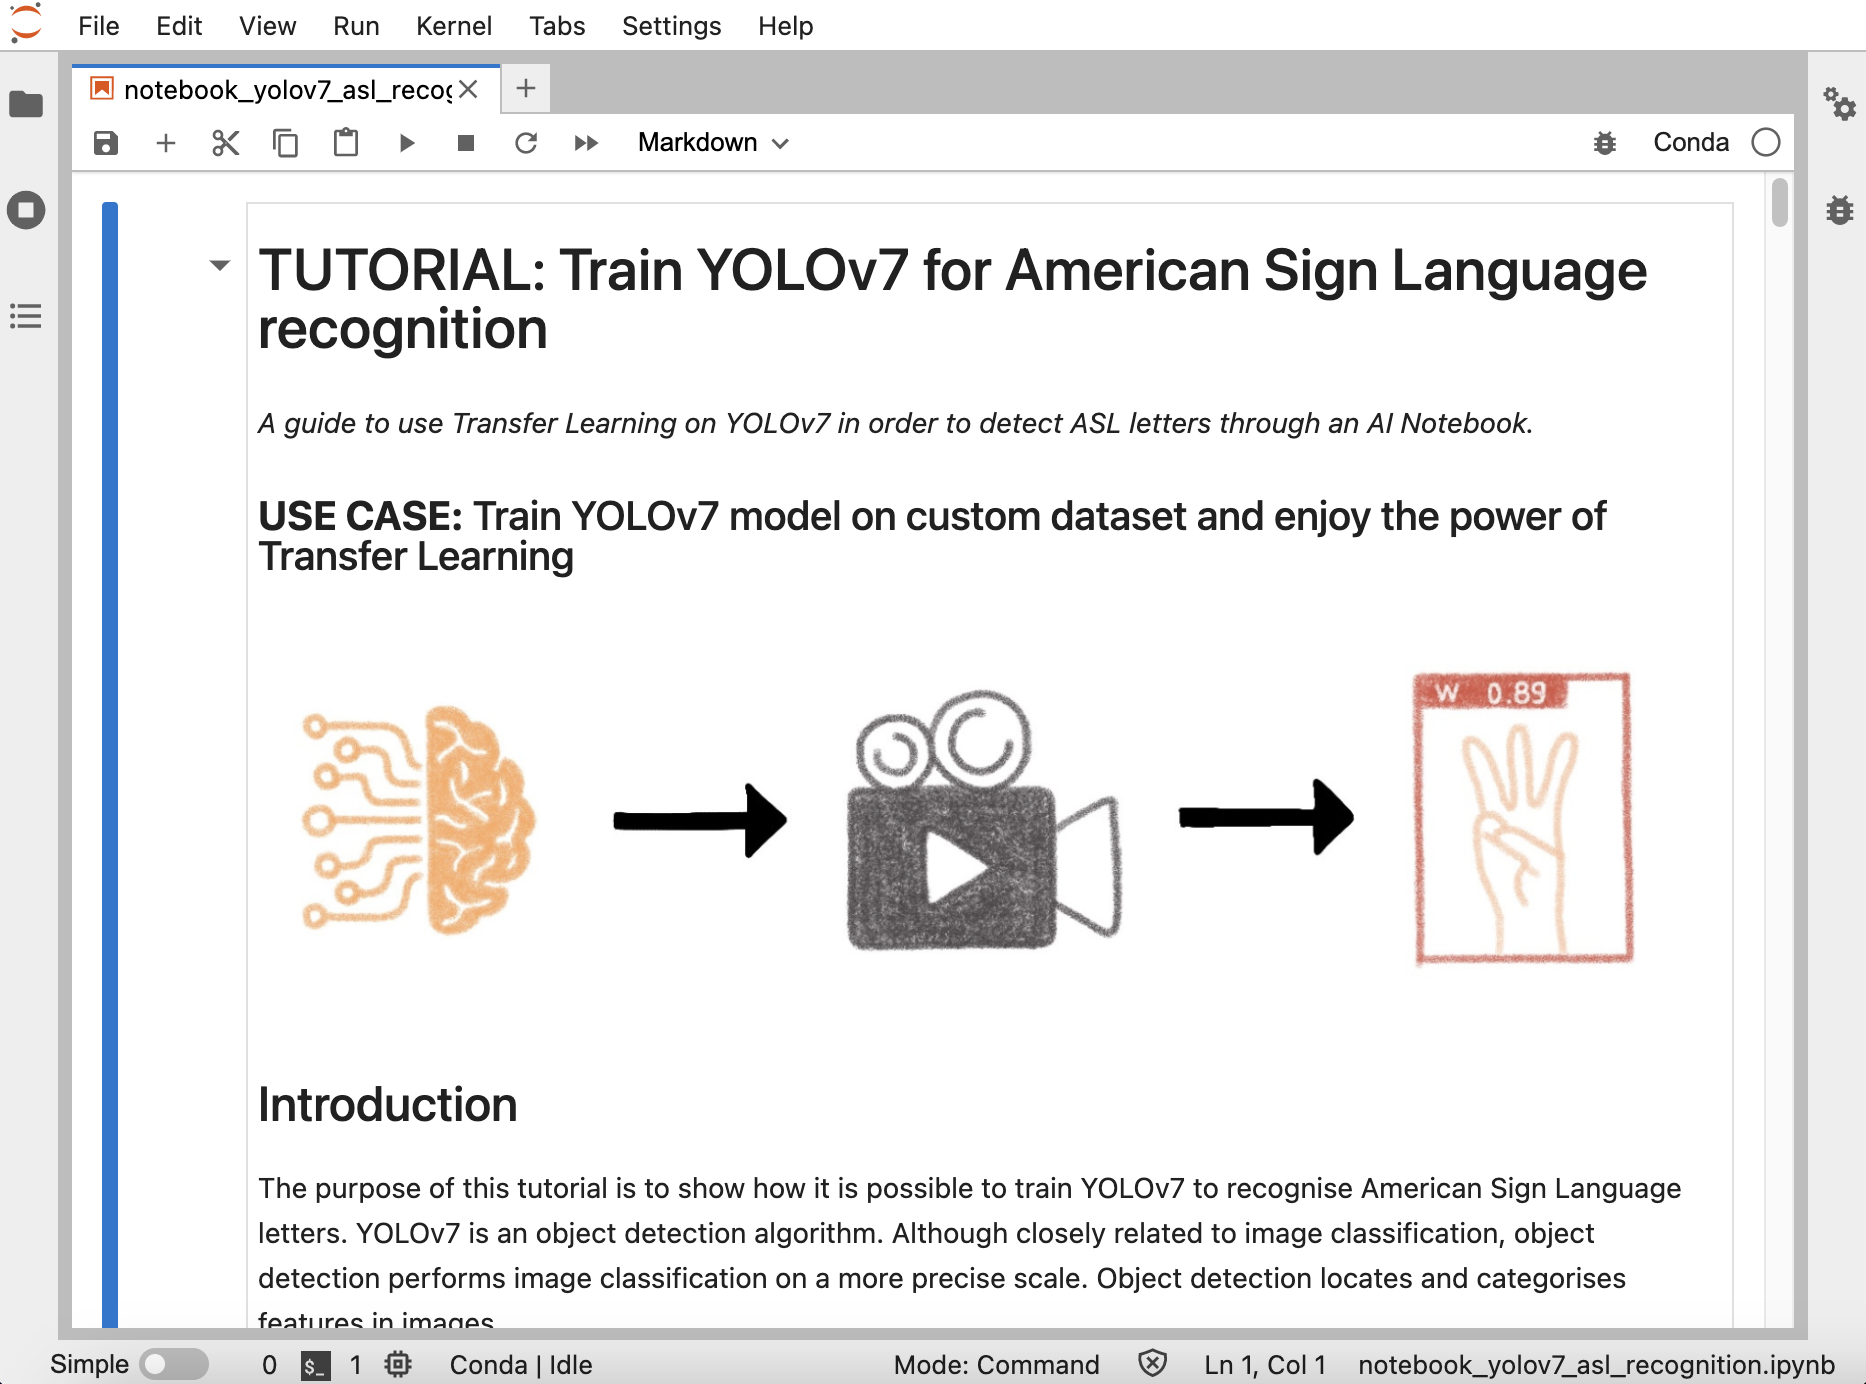 File Edit View Run Kernel Tabs Settings Help
notebook_yolov7_asl_recog
Markdown
Conda
TUTORIAL: Train YOLOv7 for American Sign Language
recognition
A guide to use Transfer Learning on YOLOv7 in order to detect ASL letters through an AI Notebook.
USE CASE: Train YOLOv7 model on custom dataset and enjoy the power of
Transfer Learning
W 0.89
Introduction
The purpose of this tutorial is to show how it is possible to train YOLOv7 to recognise American Sign Language
letters. YOLOv7 is an object detection algorithm. Although closely related to image classification, object
detection performs image classification on a more precise scale. Object detection locates and categorises
features in images.
Simple 0 $_ 1 Conda | Idle Mode: Command Ln 1, Col 1 notebook_yolov7_asl_recognition.ipynb